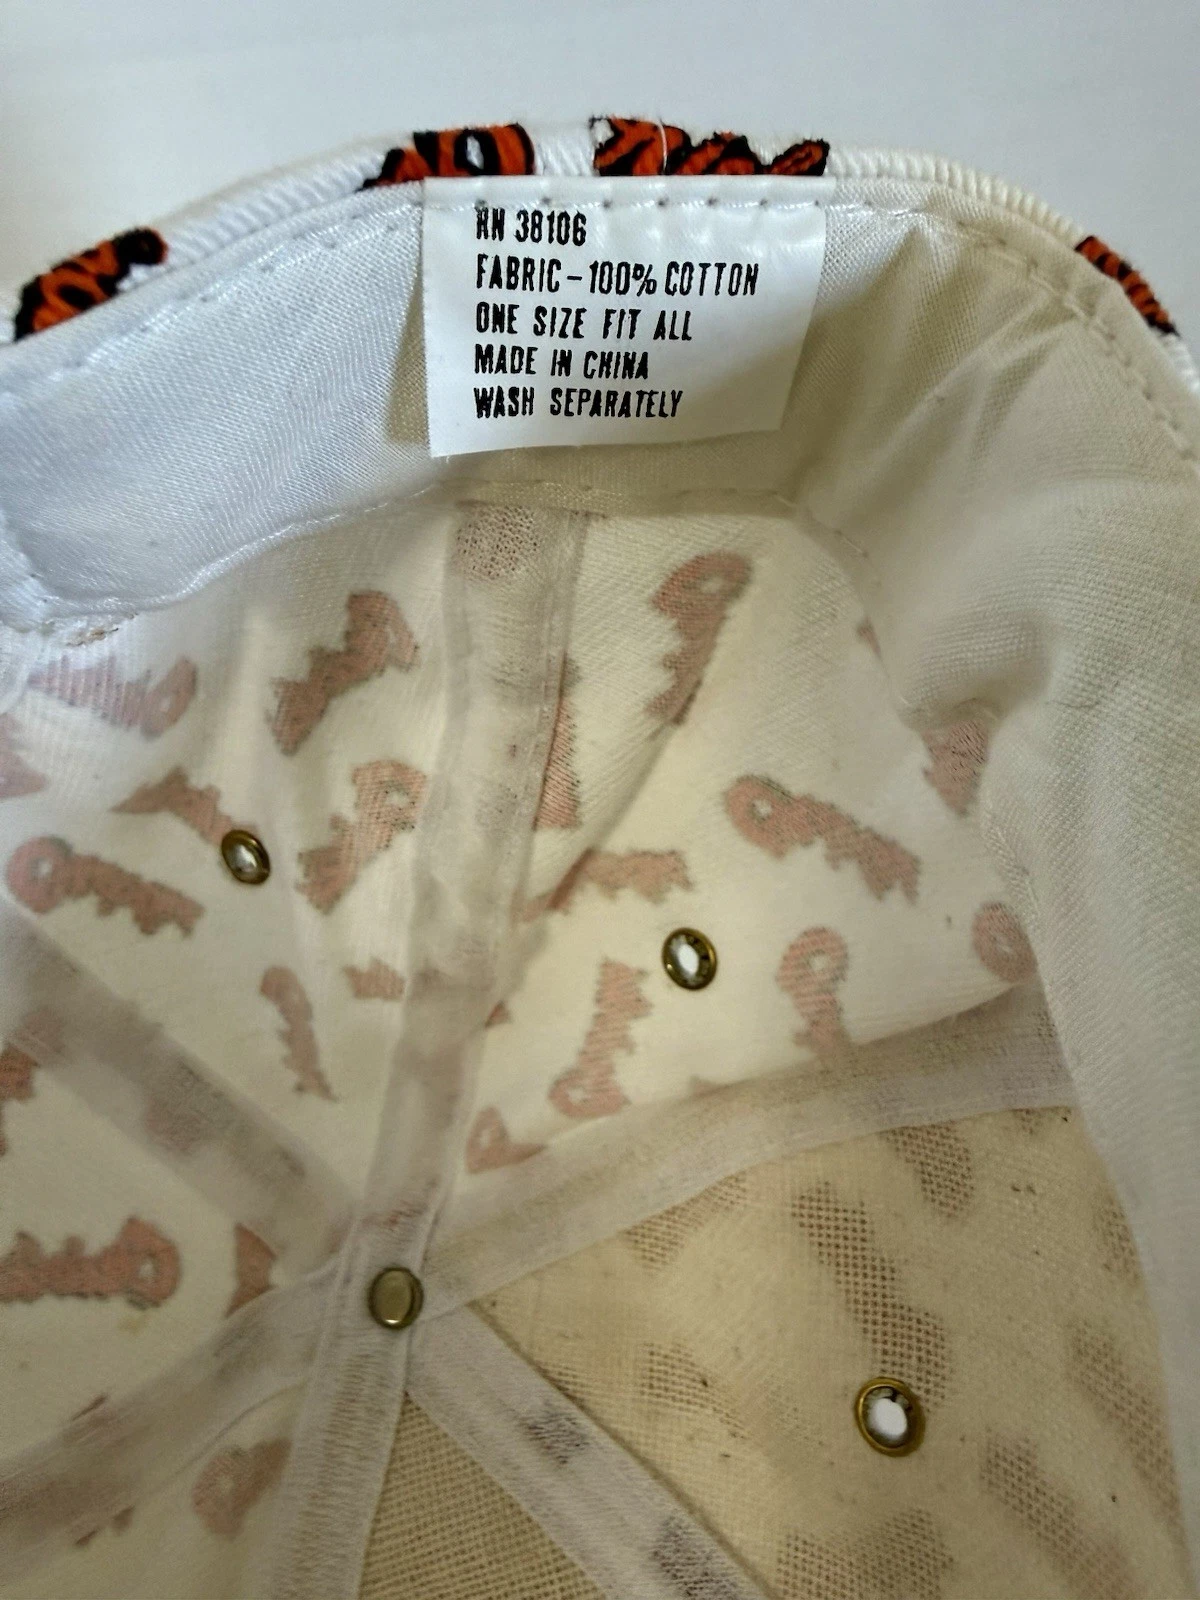 RN 38106
FABRIC – 100% COTTON
ONE SIZE FIT ALL
MADE IN CHINA
WASH SEPARATELY